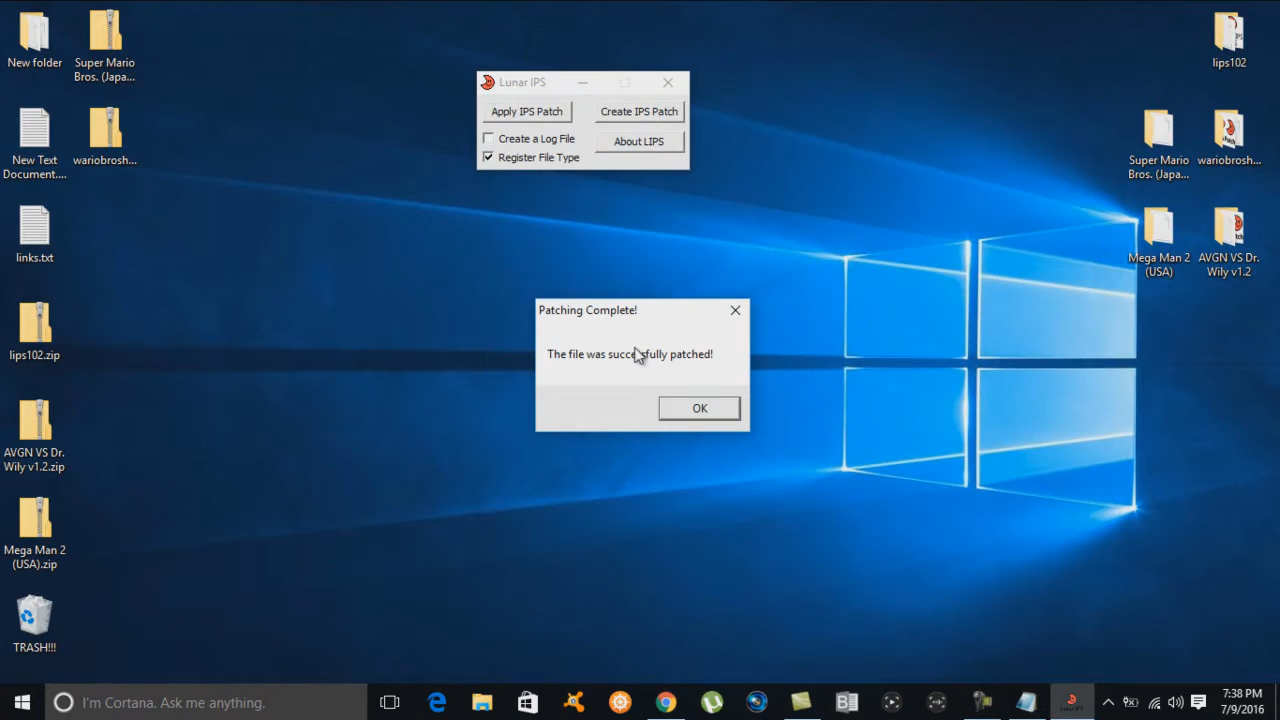 New folder
Super Mario
Bros. (Japa...
New Text
Document....
wariobrosh...
links.txt
lips102.zip
AVGN VS Dr.
Wily v1.2.zip
Mega Man 2
(USA).zip
TRASH!!!
Lunar IPS
Apply IPS Patch
Create IPS Patch
Create a Log File
About LIPS
Register File Type
Patching Complete!
The file was successfully patched!
OK
lips102
Super Mario
Bros. (Japa...
wariobrosh...
Mega Man 2
(USA)
AVGN VS Dr.
Wily v1.2
I'm Cortana. Ask me anything.
Lunar IPS
7:38 PM
7/9/2016